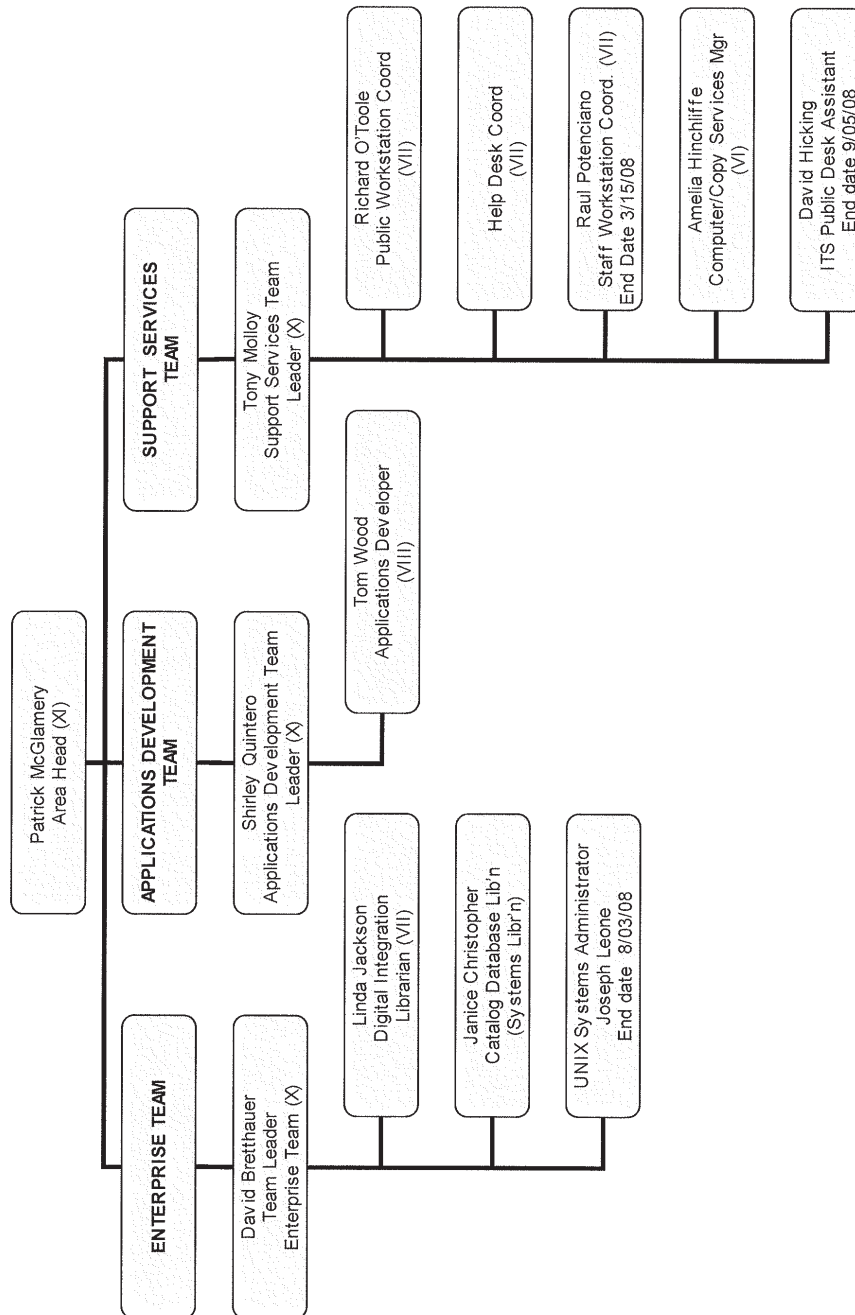 Patrick McGlamery
Area Head (XI)
ENTERPRISE TEAM
David Bretthauer
Team Leader
Enterprise Team (X)
Linda Jackson
Digital Integration
Librarian (VII)
Janice Christopher
Catalog Database Lib'n
(Systems Libr'n)
UNIX Systems Administrator
Joseph Leone
End date 8/03/08
APPLICATIONS DEVELOPMENT
TEAM
Shirley Quintero
Applications Development Team
Leader (X)
Tom Wood
Applications Developer
(VIII)
SUPPORT SERVICES
TEAM
Tony Molloy
Support Services Team
Leader (X)
Richard O'Toole
Public Workstation Coord
(VII)
Help Desk Coord
(VII)
Raul Potenciano
Staff Workstation Coord. (VII)
End Date 3/15/08
Amelia Hinchliffe
Computer/Copy Services Mgr
(VI)
David Hicking
ITS Public Desk Assistant
End date 9/05/08